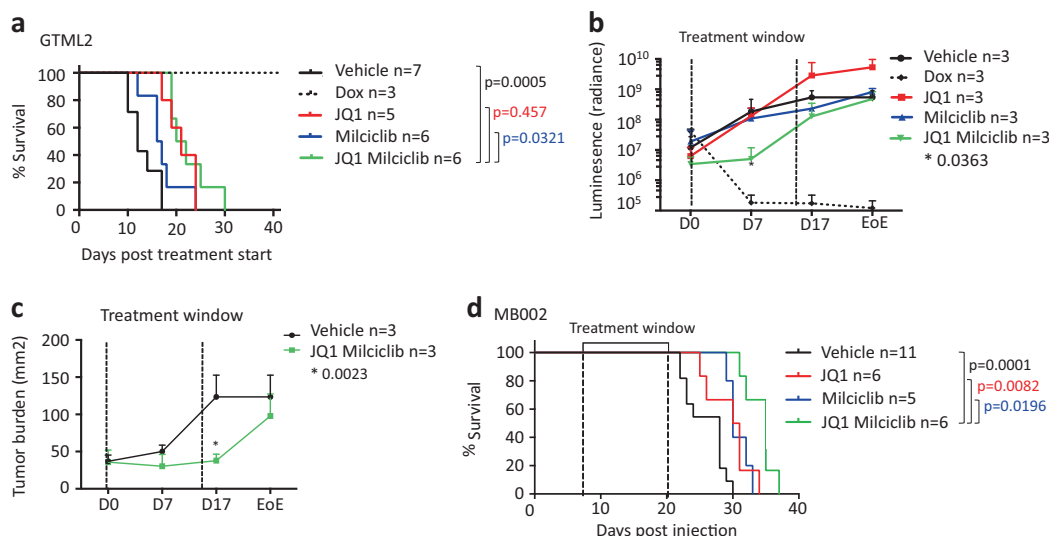 a
GTML2
% Survival
100
80
60
40
20
0
0 10 20 30 40
Days post treatment start
Vehicle n=7
Dox n=3
JQ1 n=5
Milciclib n=6
JQ1 Milciclib n=6
p=0.0005
p=0.457
p=0.0321
b
Treatment window
Luminesence (radiance)
10^10
10^9
10^8
10^7
10^6
10^5
D0 D7 D17 EoE
*
Vehicle n=3
Dox n=3
JQ1 n=3
Milciclib n=3
JQ1 Milciclib n=3
* 0.0363
c
Treatment window
Tumor burden (mm2)
200
150
100
50
0
D0 D7 D17 EoE
*
Vehicle n=3
JQ1 Milciclib n=3
* 0.0023
d
MB002
Treatment window
% Survival
100
80
60
40
20
0
10 20 30 40
Days post injection
Vehicle n=11
JQ1 n=6
Milciclib n=5
JQ1 Milciclib n=6
p=0.0001
p=0.0082
p=0.0196